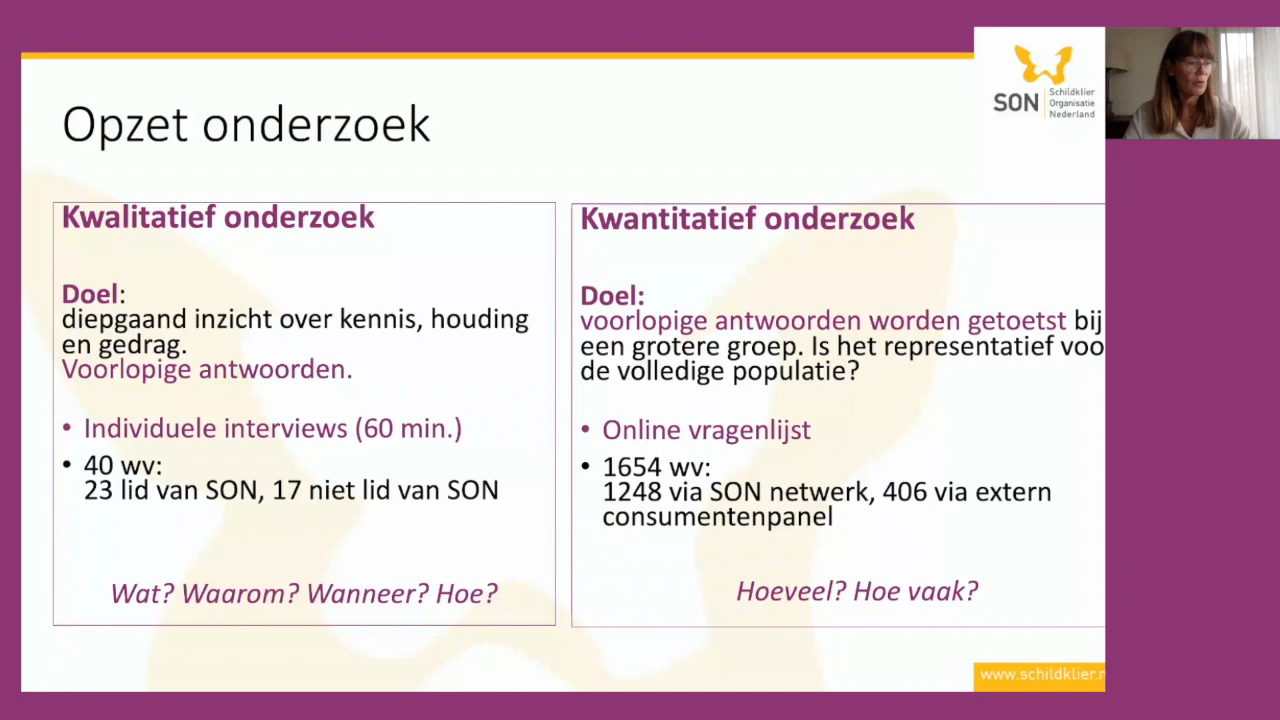 Opzet onderzoek
SON
Schildklier
Organisatie
Nederland
Kwalitatief onderzoek
Doel:
diepgaand inzicht over kennis, houding
en gedrag.
Voorlopige antwoorden.
• Individuele interviews (60 min.)
• 40 wv:
23 lid van SON, 17 niet lid van SON
Wat? Waarom? Wanneer? Hoe?
Kwantitatief onderzoek
Doel:
voorlopige antwoorden worden getoetst bij
een grotere groep. Is het representatief voo
de volledige populatie?
• Online vragenlijst
• 1654 wv:
1248 via SON netwerk, 406 via extern
consumentenpanel
Hoeveel? Hoe vaak?
www.schildklier.n